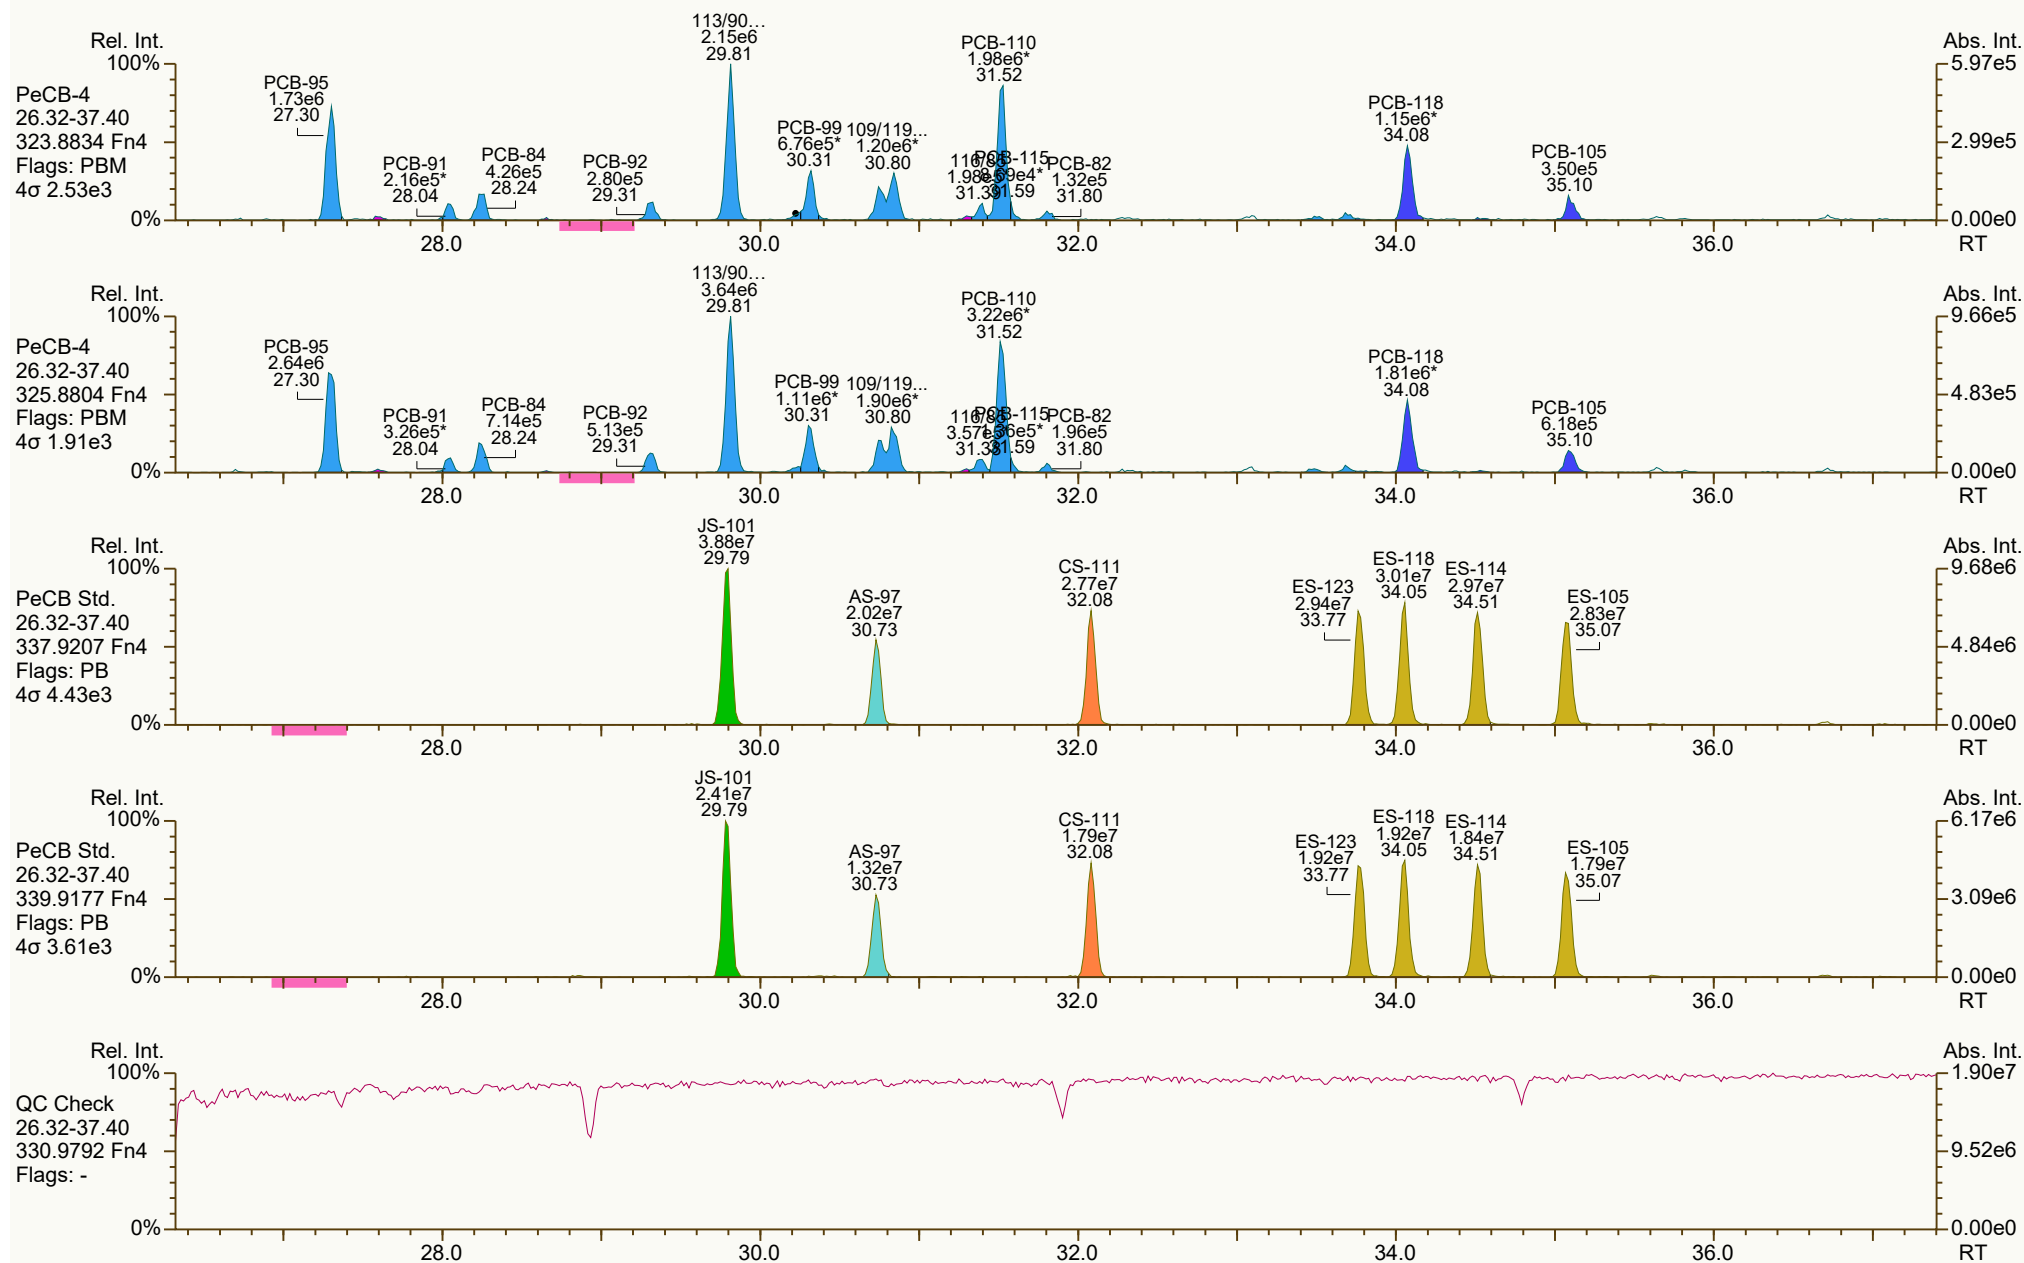 Rel. Int.
100%
0%
PeCB-4
26.32-37.40
323.8834 Fn4
Flags: PBM
4σ 2.53e3
PCB-95
1.73e6
27.30
PCB-91
2.16e5*
28.04
PCB-84
4.26e5
28.24
PCB-92
2.80e5
29.31
113/90...
2.15e6
29.81
PCB-99
6.76e5*
30.31
109/119...
1.20e6*
30.80
PCB-110
1.98e6*
31.52
PCB-115
31.59
PCB-82
1.32e5
31.80
PCB-118
1.15e6*
34.08
PCB-105
3.50e5
35.10
Abs. Int.
5.97e5
2.99e5
0.00e0
28.0 30.0 32.0 34.0 36.0 RT
Rel. Int.
100%
0%
PeCB-4
26.32-37.40
325.8804 Fn4
Flags: PBM
4σ 1.91e3
PCB-95
2.64e6
27.30
PCB-91
3.26e5*
28.04
PCB-84
7.14e5
28.24
PCB-92
5.13e5
29.31
113/90...
3.64e6
29.81
PCB-99
1.11e6*
30.31
109/119...
1.90e6*
30.80
PCB-110
3.22e6*
31.52
PCB-115
31.59
PCB-82
1.96e5
31.80
PCB-118
1.81e6*
34.08
PCB-105
6.18e5
35.10
Abs. Int.
9.66e5
4.83e5
0.00e0
28.0 30.0 32.0 34.0 36.0 RT
Rel. Int.
100%
0%
PeCB Std.
26.32-37.40
337.9207 Fn4
Flags: PB
4σ 4.43e3
JS-101
3.88e7
29.79
AS-97
2.02e7
30.73
CS-111
2.77e7
32.08
ES-123
2.94e7
33.77
ES-118
3.01e7
34.05
ES-114
2.97e7
34.51
ES-105
2.83e7
35.07
Abs. Int.
9.68e6
4.84e6
0.00e0
28.0 30.0 32.0 34.0 36.0 RT
Rel. Int.
100%
0%
PeCB Std.
26.32-37.40
339.9177 Fn4
Flags: PB
4σ 3.61e3
JS-101
2.41e7
29.79
AS-97
1.32e7
30.73
CS-111
1.79e7
32.08
ES-123
1.92e7
33.77
ES-118
1.92e7
34.05
ES-114
1.84e7
34.51
ES-105
1.79e7
35.07
Abs. Int.
6.17e6
3.09e6
0.00e0
28.0 30.0 32.0 34.0 36.0 RT
Rel. Int.
100%
0%
QC Check
26.32-37.40
330.9792 Fn4
Flags: -
Abs. Int.
1.90e7
9.52e6
0.00e0
28.0 30.0 32.0 34.0 36.0 RT